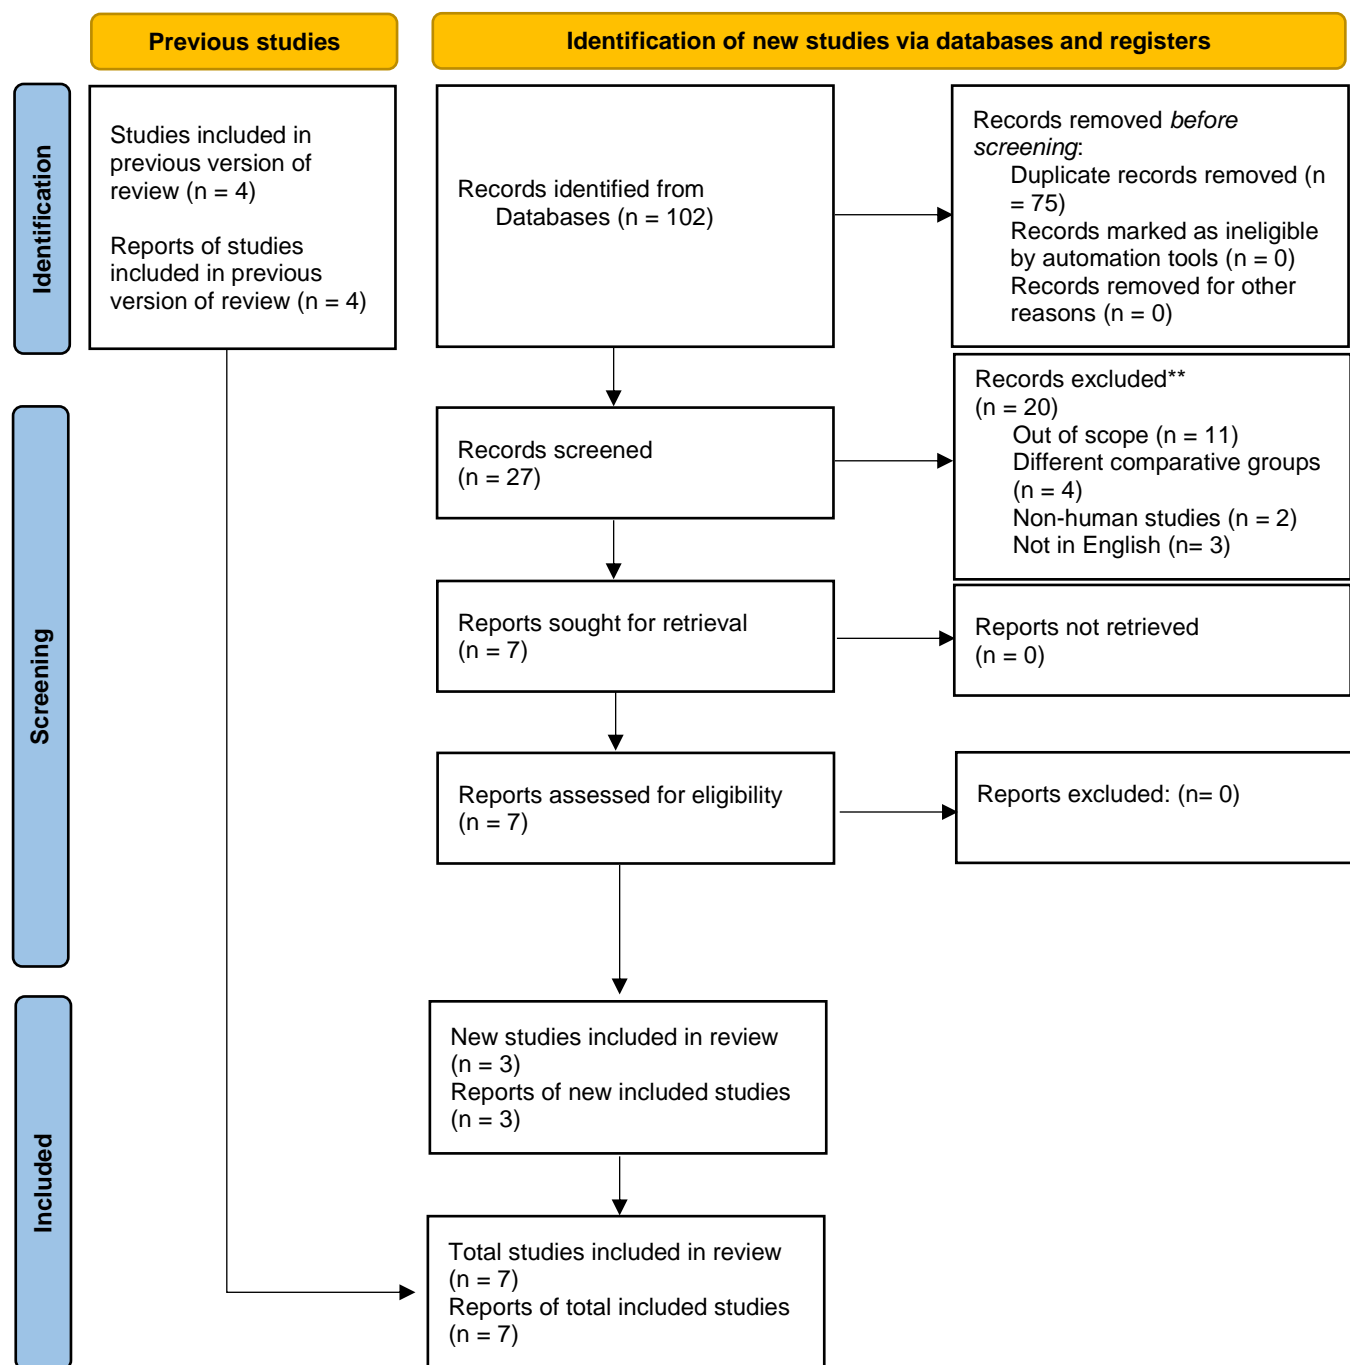 Previous studies
Identification of new studies via databases and registers
Identification
Studies included in
previous version of
review (n = 4)
Reports of studies
included in previous
version of review (n = 4)
Records identified from
Databases (n = 102)
Records removed before
screening:
Duplicate records removed (n
= 75)
Records marked as ineligible
by automation tools (n = 0)
Records removed for other
reasons (n = 0)
Screening
Records screened
(n = 27)
Records excluded**
(n = 20)
Out of scope (n = 11)
Different comparative groups
(n = 4)
Non-human studies (n = 2)
Not in English (n= 3)
Reports sought for retrieval
(n = 7)
Reports not retrieved
(n = 0)
Reports assessed for eligibility
(n = 7)
Reports excluded: (n= 0)
Included
New studies included in review
(n = 3)
Reports of new included studies
(n = 3)
Total studies included in review
(n = 7)
Reports of total included studies
(n = 7)